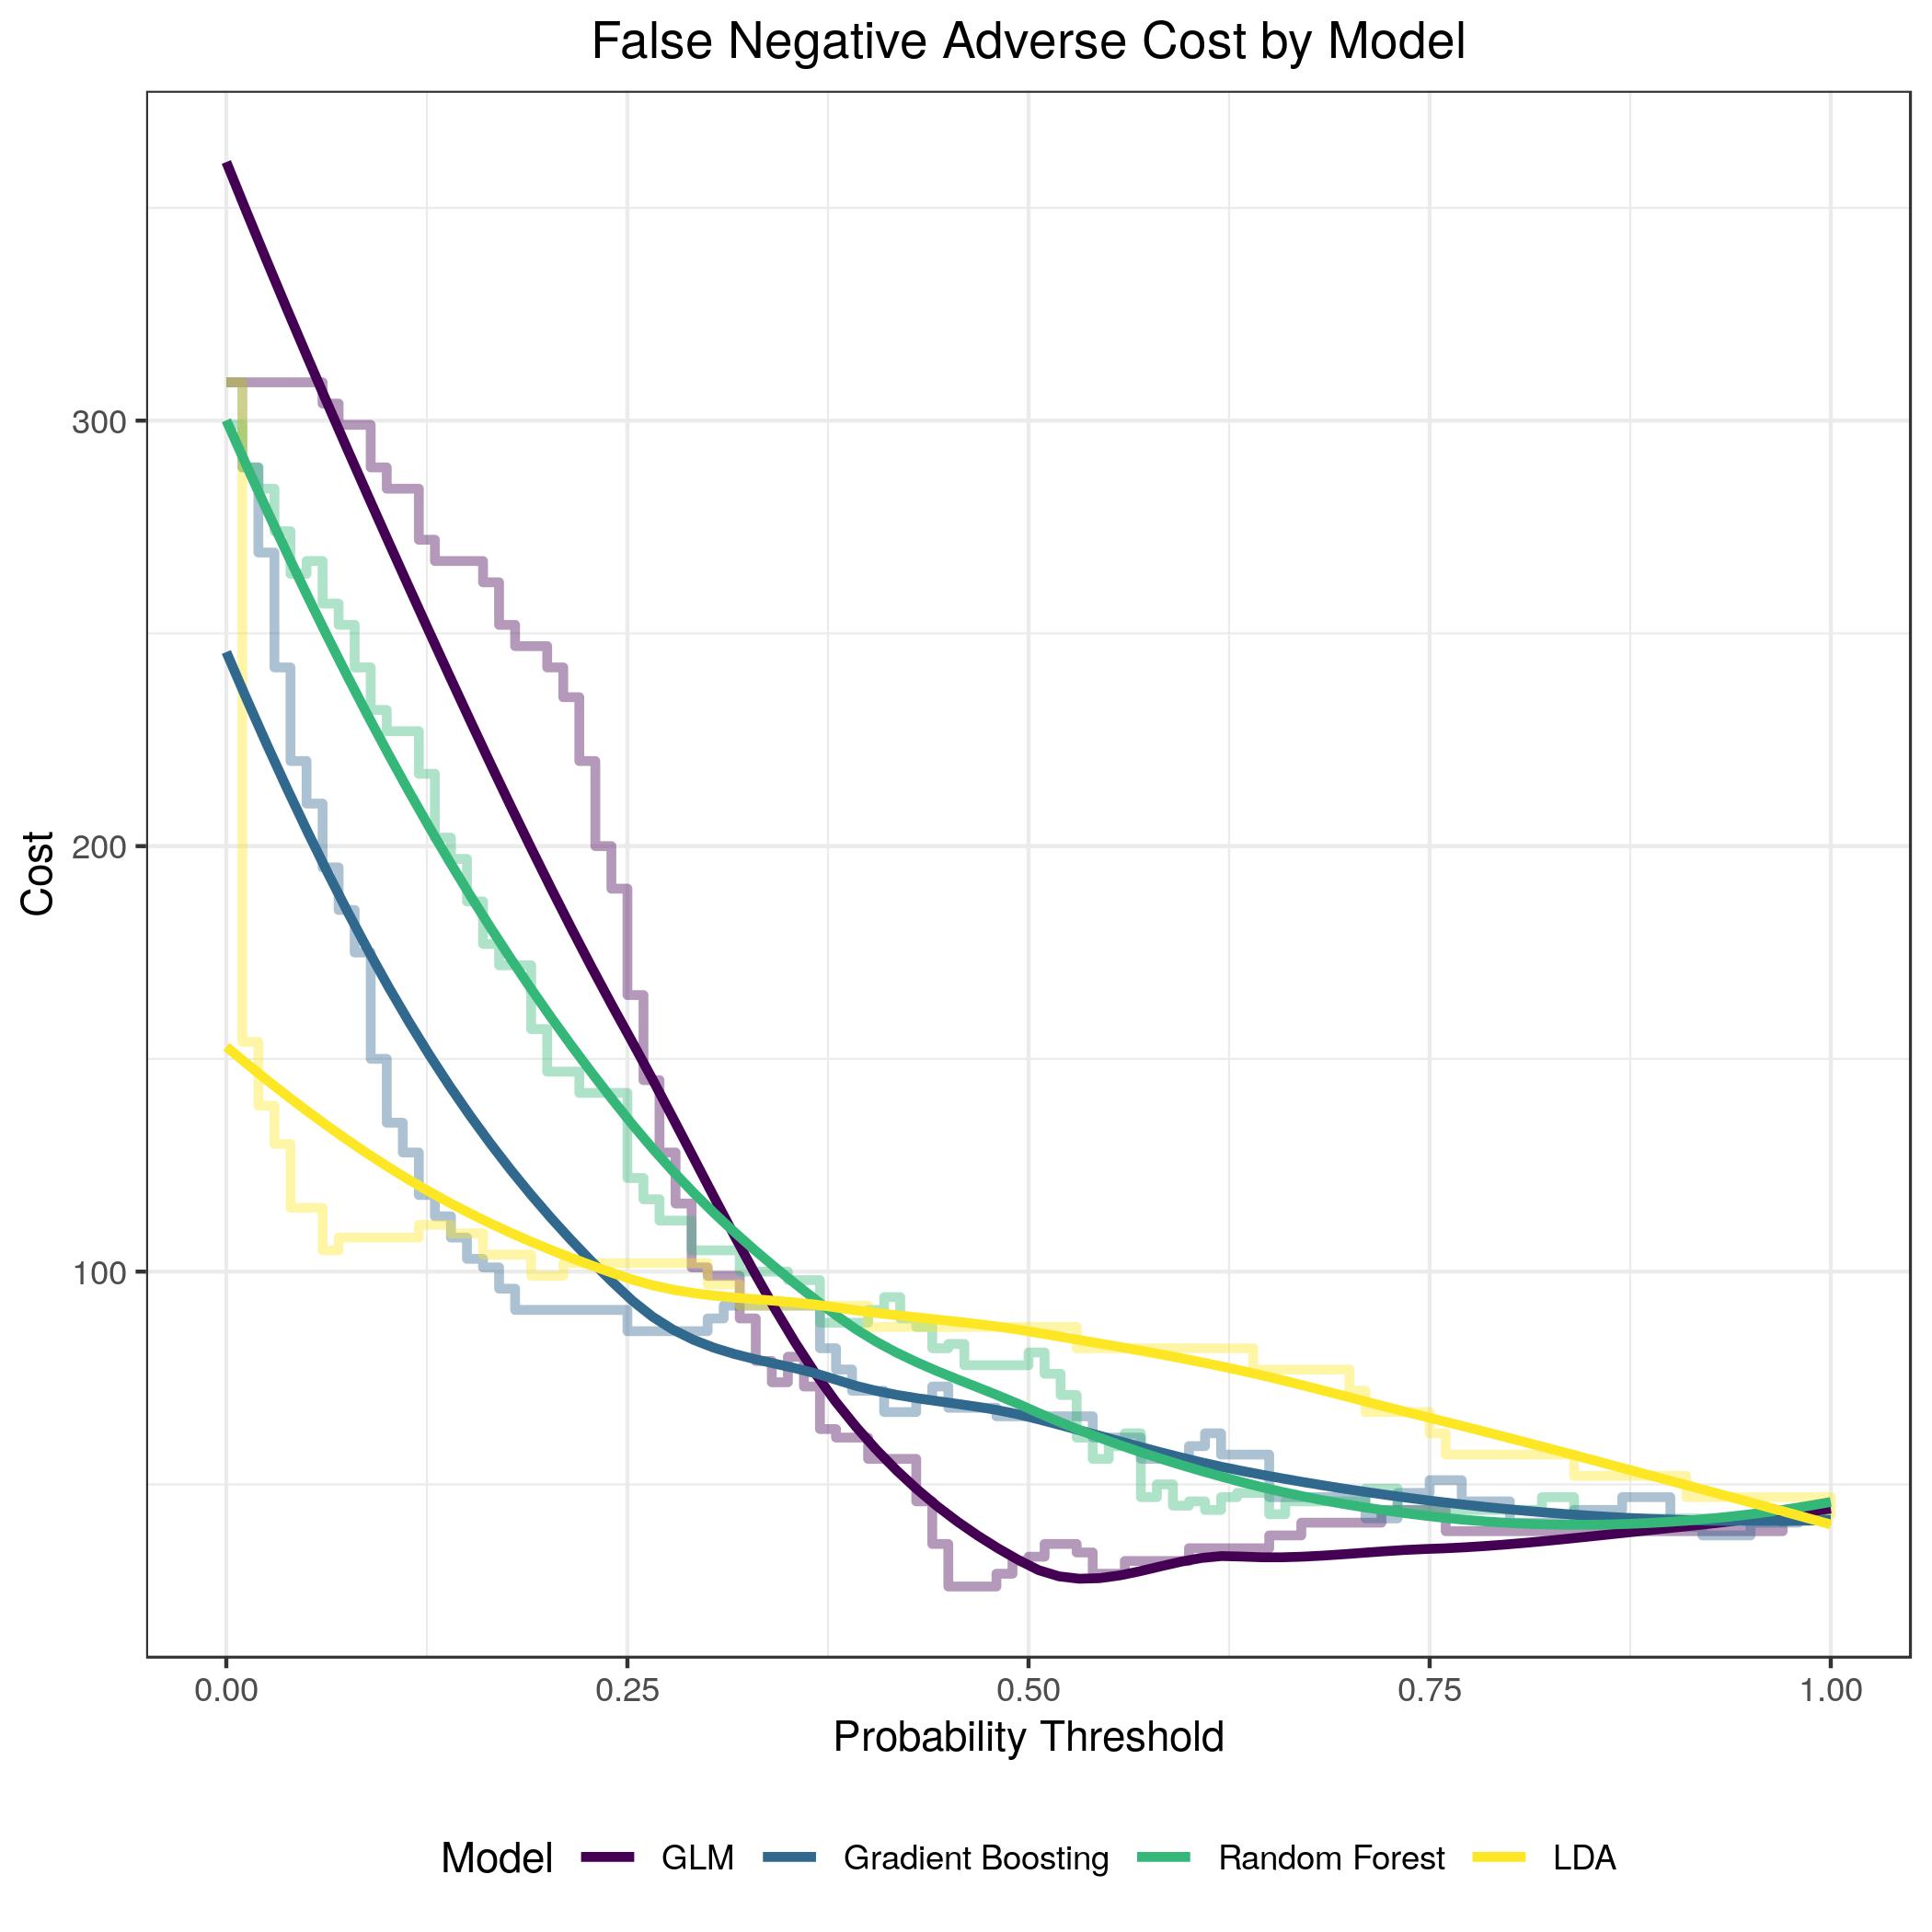 False Negative Adverse Cost by Model
300
200
100
Cost
0.00 0.25 0.50 0.75 1.00
Probability Threshold
Model GLM Gradient Boosting Random Forest LDA